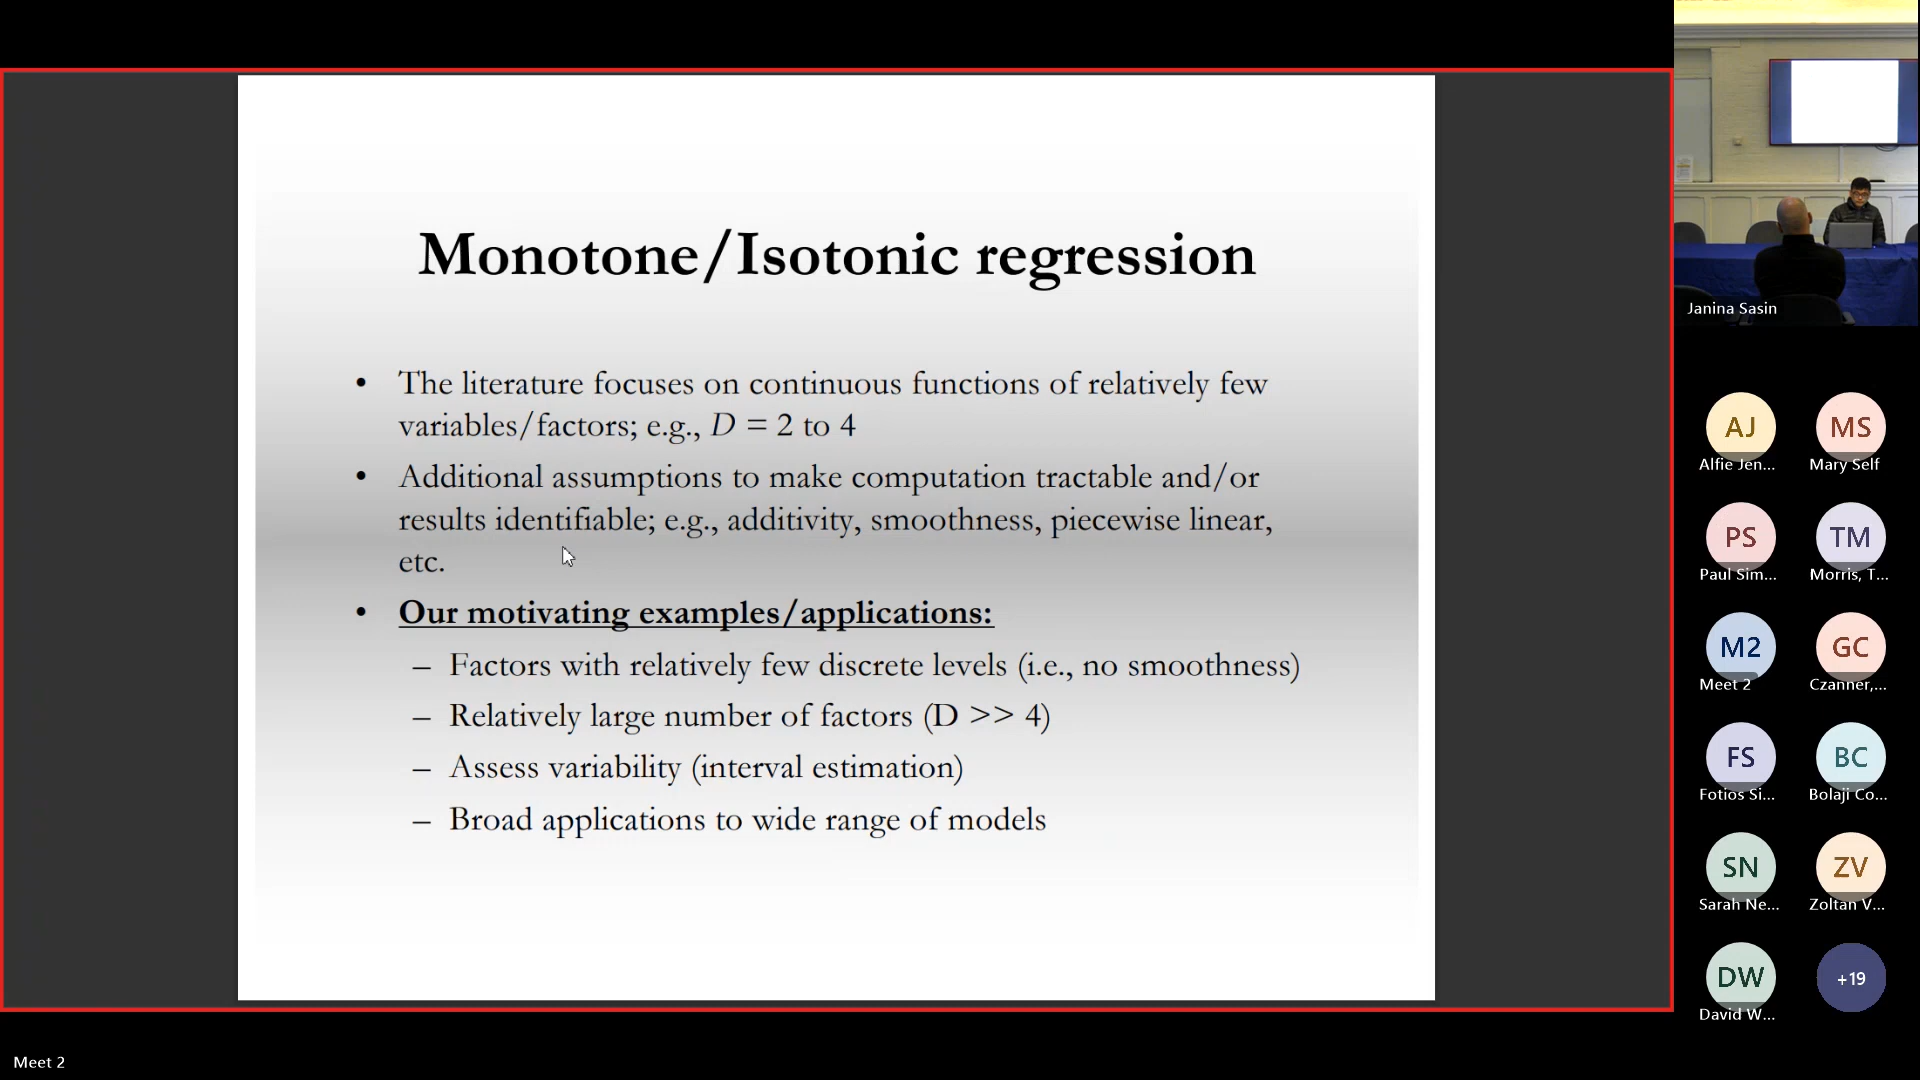 Monotone/Isotonic regression
• The literature focuses on continuous functions of relatively few
variables/factors; e.g., D = 2 to 4
• Additional assumptions to make computation tractable and/or
results identifiable; e.g., additivity, smoothness, piecewise linear,
etc.
• Our motivating examples/applications:
– Factors with relatively few discrete levels (i.e., no smoothness)
– Relatively large number of factors (D >> 4)
– Assess variability (interval estimation)
– Broad applications to wide range of models
Janina Sasin
AJ
Alfie Jen...
MS
Mary Self
PS
Paul Sim...
TM
Morris, T...
M2
Meet 2
GC
Czanner,...
FS
Fotios Si...
BC
Bolaji Co...
SN
Sarah Ne...
ZV
Zoltan V...
DW
David W...
+19
Meet 2